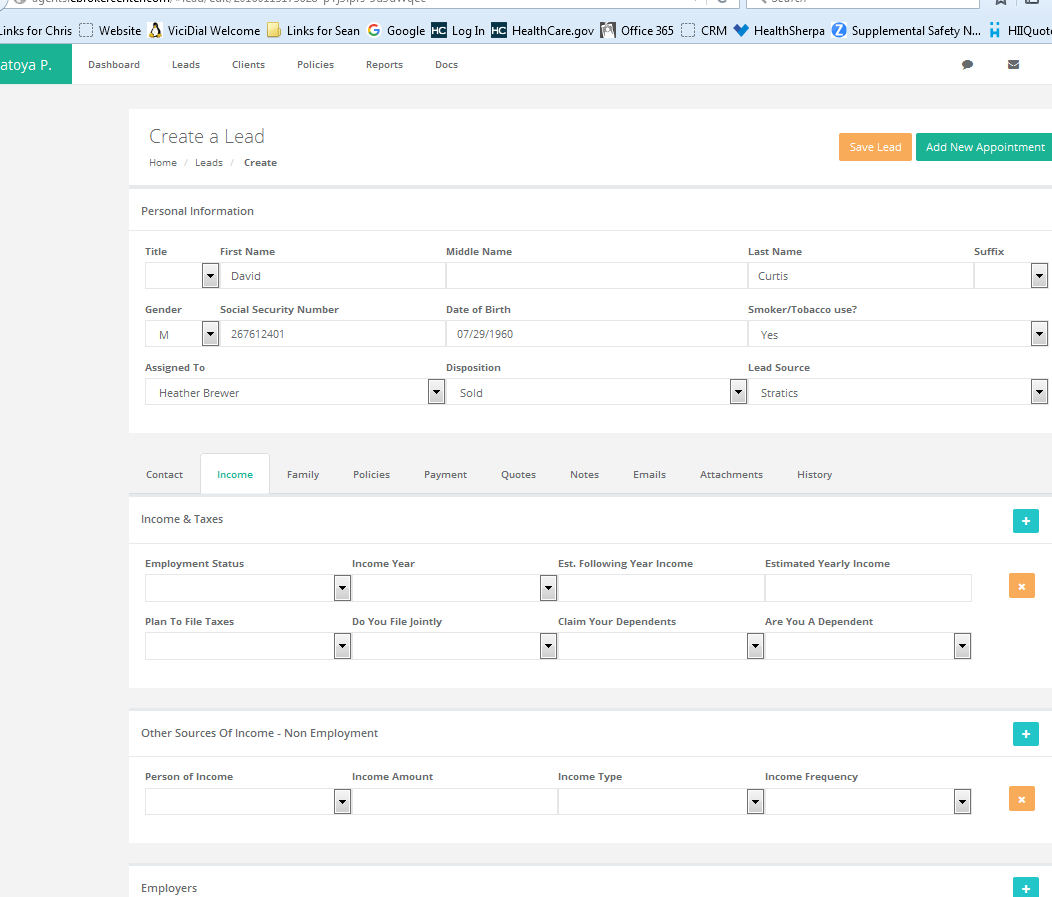 Links for Chris Website ViciDial Welcome Links for Sean Google HC Log In HC HealthCare.gov Office 365 CRM HealthSherpa Z Supplemental Safety N... HIIQuote
atoya P. Dashboard Leads Clients Policies Reports Docs
Create a Lead
Save Lead Add New Appointment
Home / Leads / Create
Personal Information
Title First Name Middle Name Last Name Suffix
David Curtis
Gender Social Security Number Date of Birth Smoker/Tobacco use?
M 267612401 07/29/1960 Yes
Assigned To Disposition Lead Source
Heather Brewer Sold Stratics
Contact Income Family Policies Payment Quotes Notes Emails Attachments History
Income & Taxes +
Employment Status Income Year Est. Following Year Income Estimated Yearly Income
×
Plan To File Taxes Do You File Jointly Claim Your Dependents Are You A Dependent
Other Sources Of Income - Non Employment +
Person of Income Income Amount Income Type Income Frequency
×
Employers +